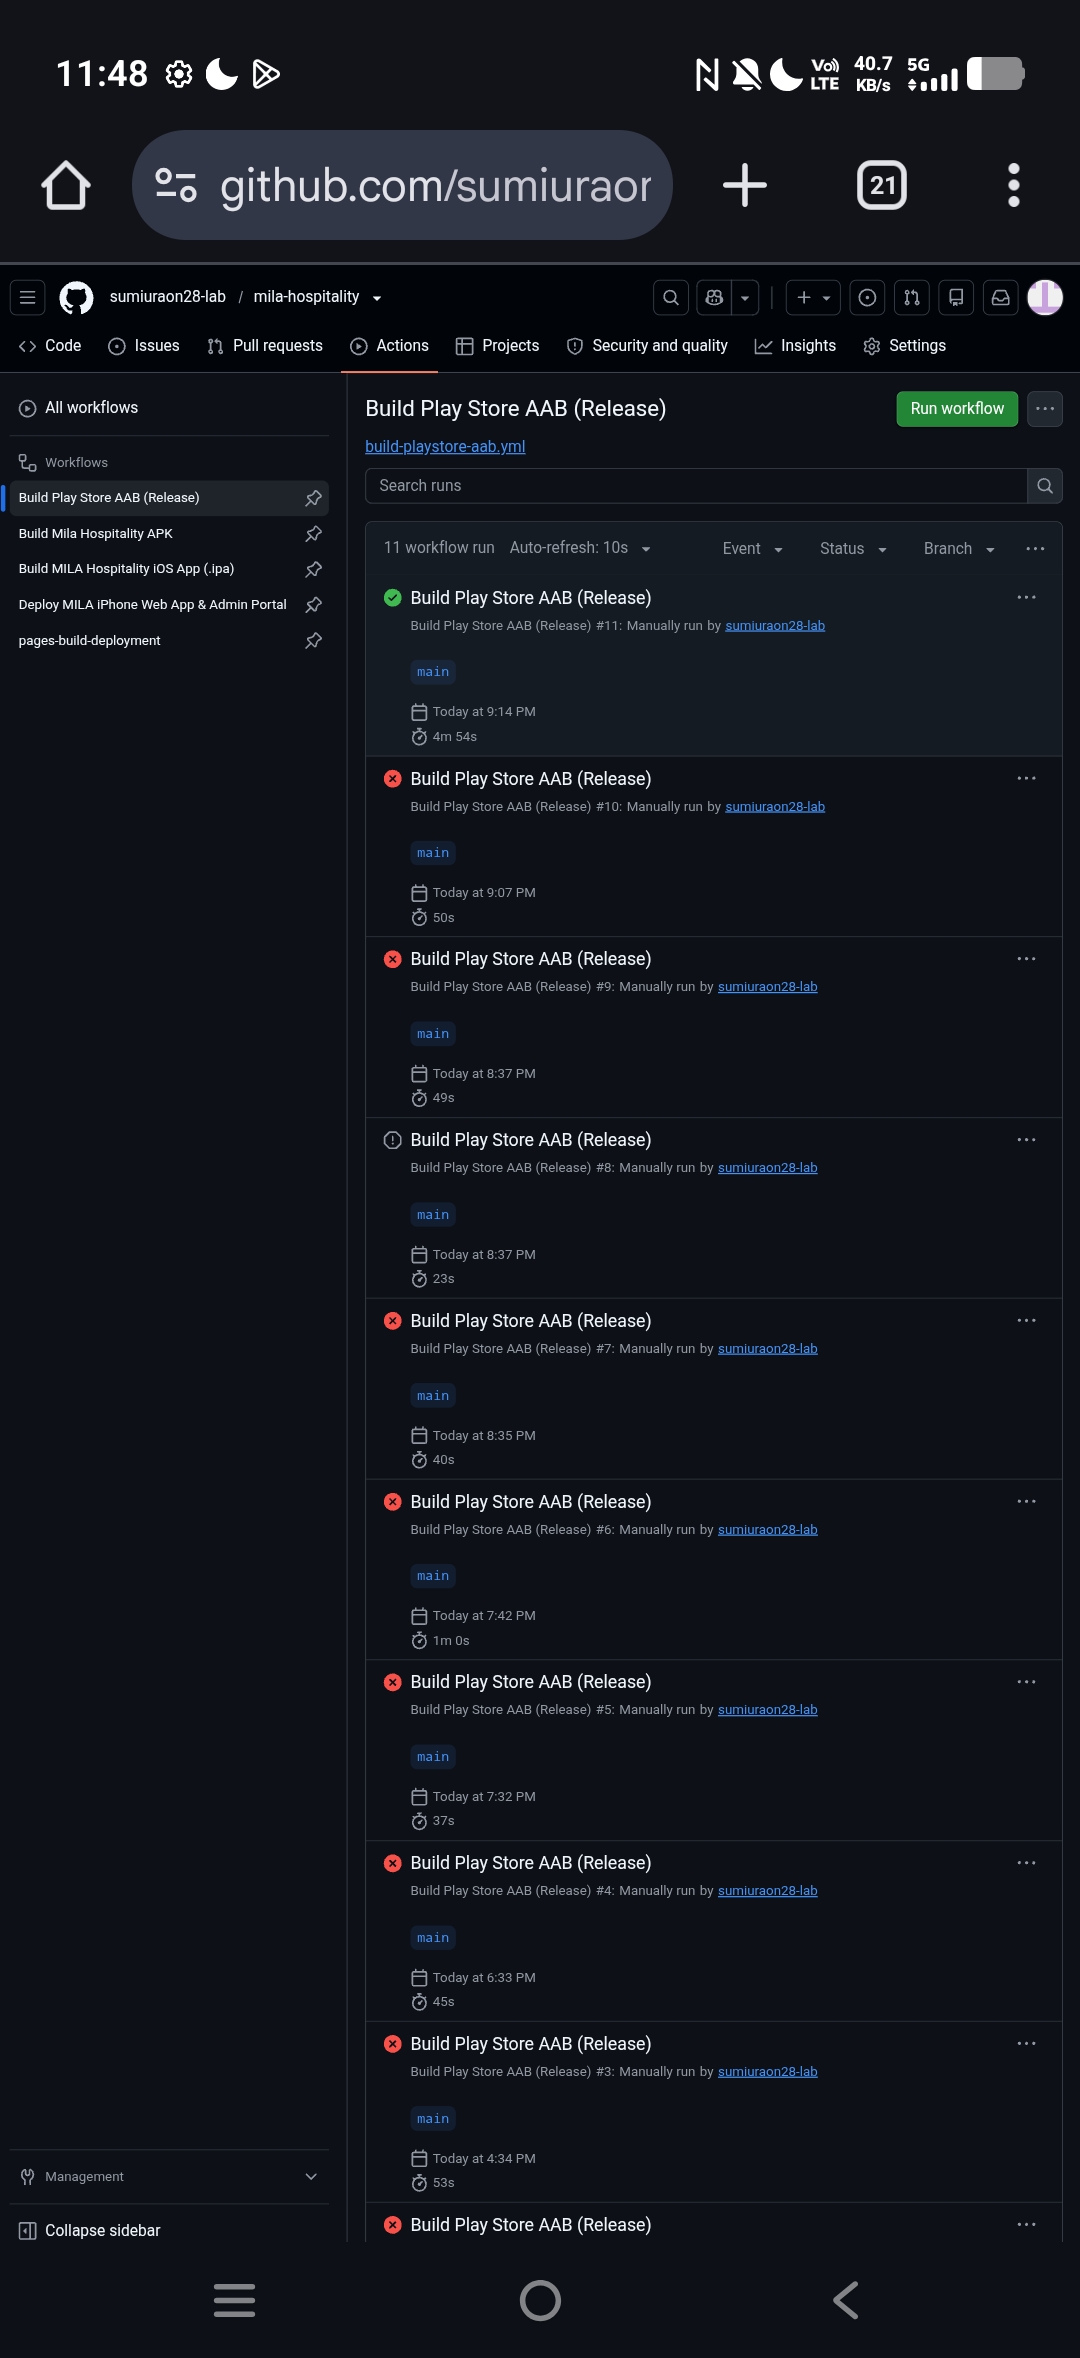 11:48
Vo))
LTE
40.7
KB/s
5G
github.com/sumiuraor
21
sumiuraon28-lab / mila-hospitality
Code
Issues
Pull requests
Actions
Projects
Security and quality
Insights
Settings
All workflows
Workflows
Build Play Store AAB (Release)
Build Mila Hospitality APK
Build MILA Hospitality iOS App (.ipa)
Deploy MILA iPhone Web App & Admin Portal
pages-build-deployment
Management
Collapse sidebar
Build Play Store AAB (Release)
Run workflow
build-playstore-aab.yml
Search runs
11 workflow run
Auto-refresh: 10s
Event
Status
Branch
Build Play Store AAB (Release)
Build Play Store AAB (Release) #11: Manually run by sumiuraon28-lab
main
Today at 9:14 PM
4m 54s
Build Play Store AAB (Release)
Build Play Store AAB (Release) #10: Manually run by sumiuraon28-lab
main
Today at 9:07 PM
50s
Build Play Store AAB (Release)
Build Play Store AAB (Release) #9: Manually run by sumiuraon28-lab
main
Today at 8:37 PM
49s
Build Play Store AAB (Release)
Build Play Store AAB (Release) #8: Manually run by sumiuraon28-lab
main
Today at 8:37 PM
23s
Build Play Store AAB (Release)
Build Play Store AAB (Release) #7: Manually run by sumiuraon28-lab
main
Today at 8:35 PM
40s
Build Play Store AAB (Release)
Build Play Store AAB (Release) #6: Manually run by sumiuraon28-lab
main
Today at 7:42 PM
1m 0s
Build Play Store AAB (Release)
Build Play Store AAB (Release) #5: Manually run by sumiuraon28-lab
main
Today at 7:32 PM
37s
Build Play Store AAB (Release)
Build Play Store AAB (Release) #4: Manually run by sumiuraon28-lab
main
Today at 6:33 PM
45s
Build Play Store AAB (Release)
Build Play Store AAB (Release) #3: Manually run by sumiuraon28-lab
main
Today at 4:34 PM
53s
Build Play Store AAB (Release)